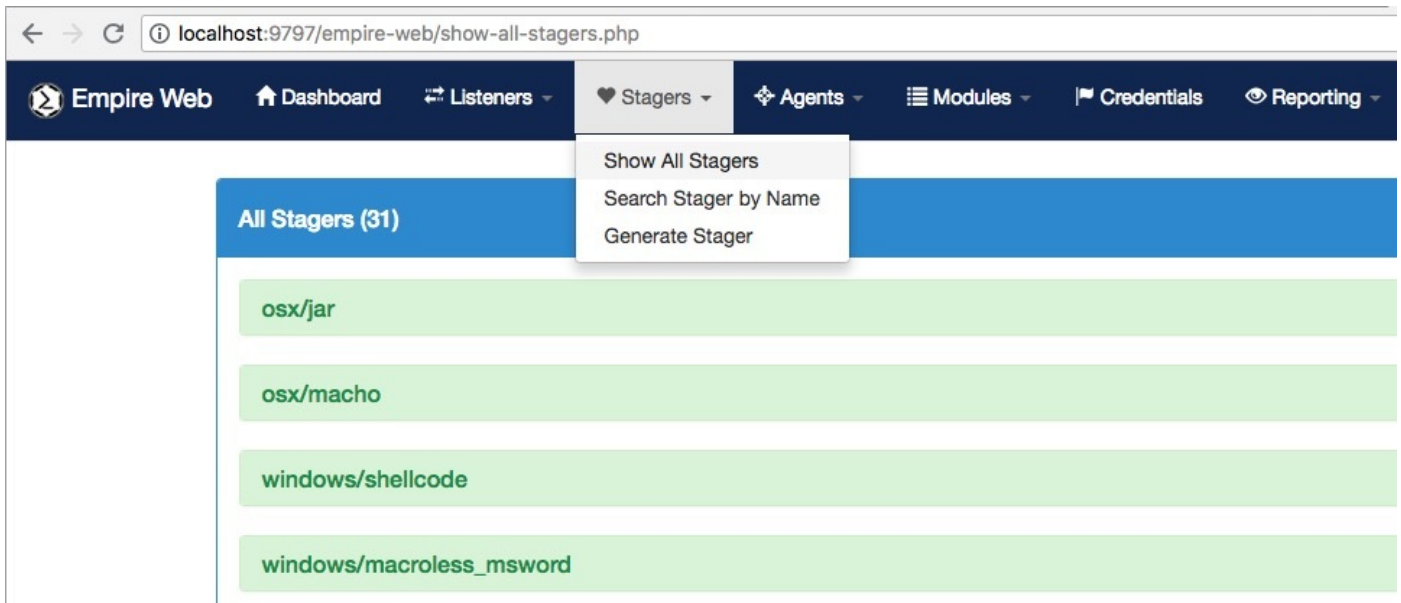 localhost:9797/empire-web/show-all-stagers.php
Empire Web Dashboard Listeners Stagers Agents Modules Credentials Reporting
Show All Stagers
Search Stager by Name
Generate Stager
All Stagers (31)
osx/jar
osx/macho
windows/shellcode
windows/macroless_msword